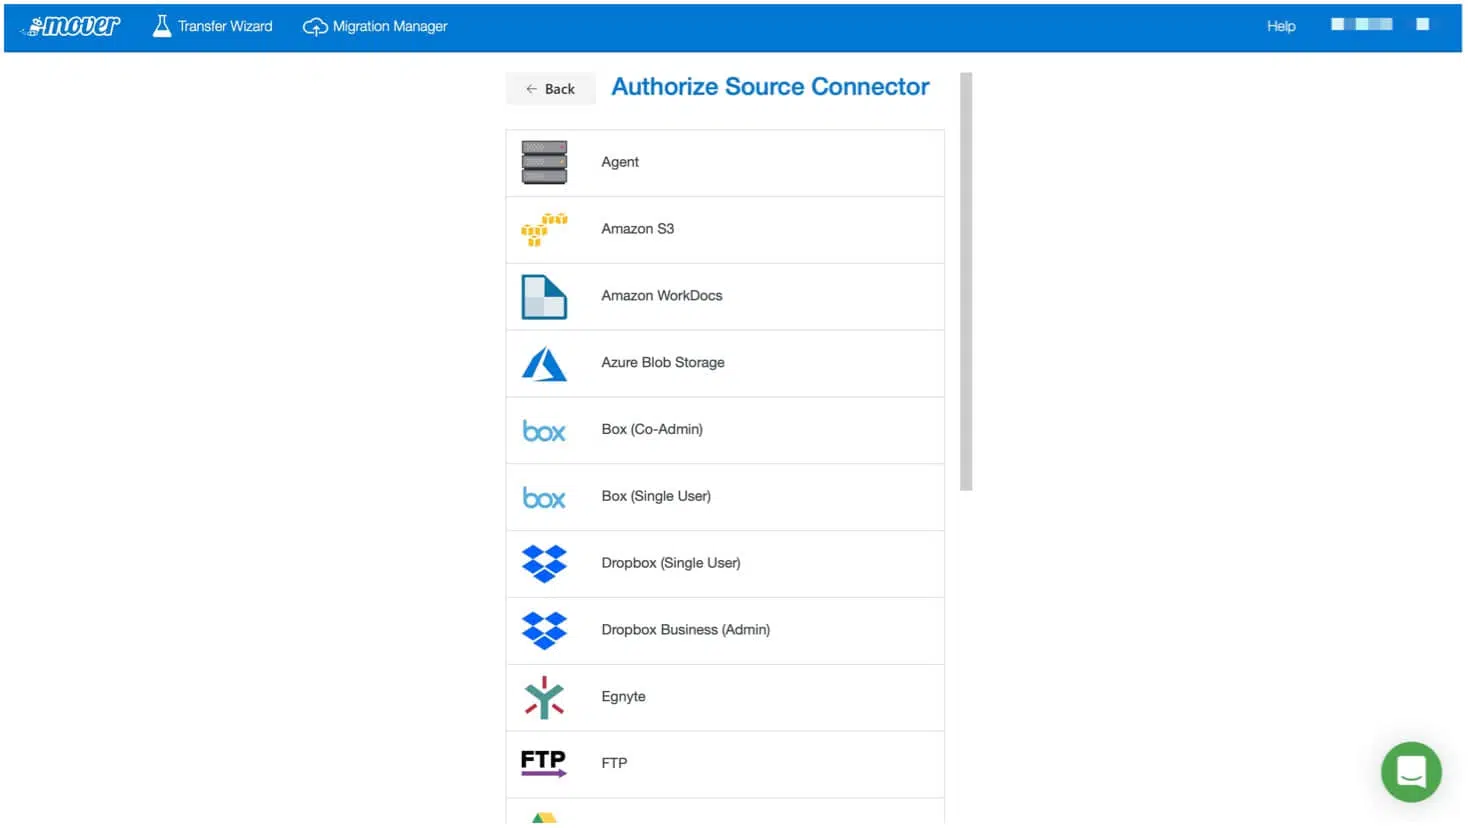 mover Transfer Wizard Migration Manager Help
← Back Authorize Source Connector
Agent
Amazon S3
Amazon WorkDocs
Azure Blob Storage
box Box (Co-Admin)
box Box (Single User)
Dropbox (Single User)
Dropbox Business (Admin)
Egnyte
FTP FTP